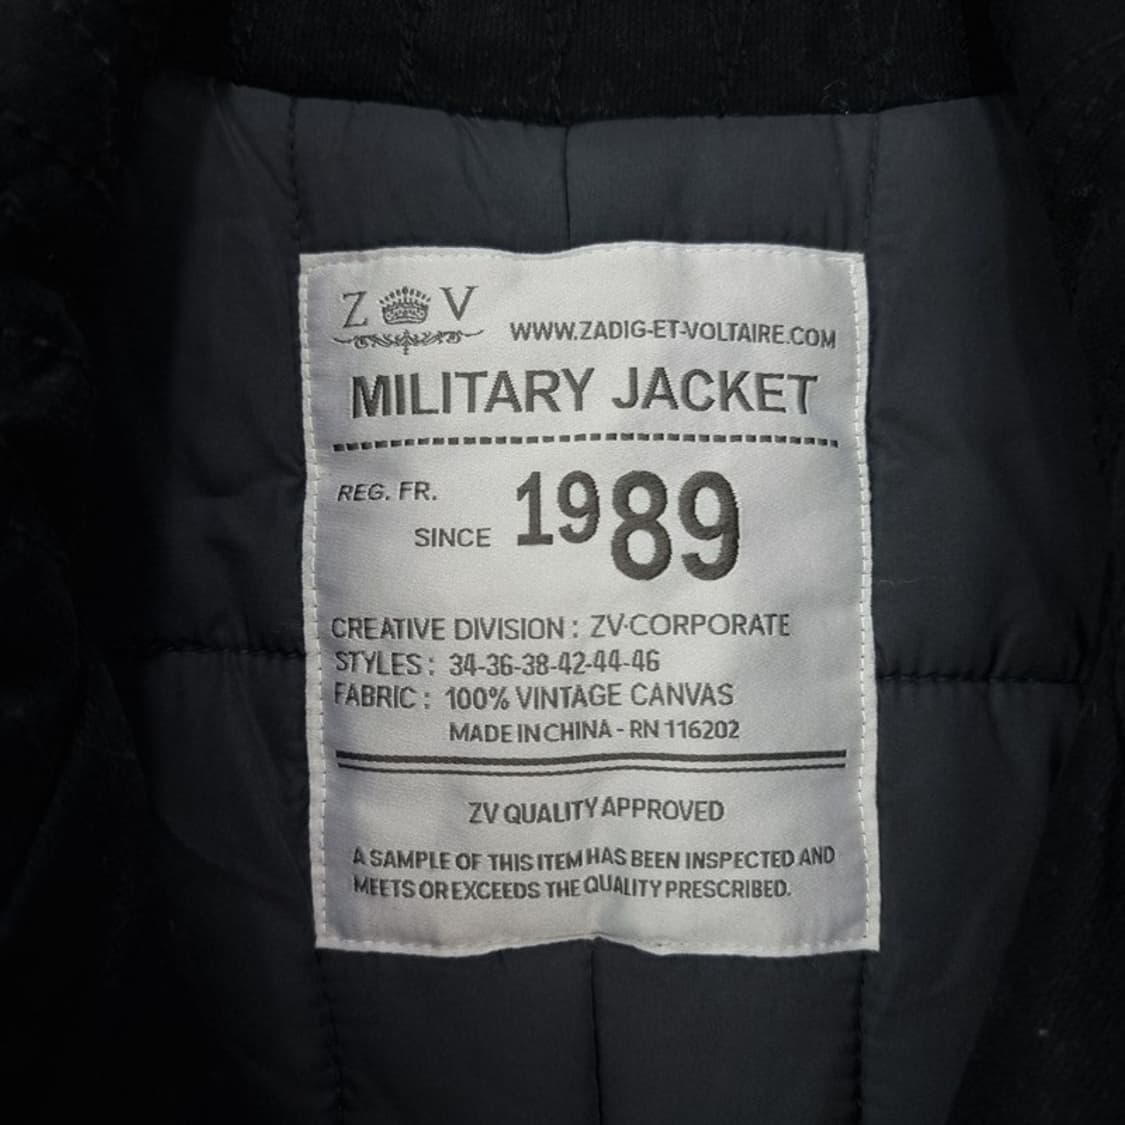 Z V
WWW.ZADIG-ET-VOLTAIRE.COM
MILITARY JACKET
REG. FR.
SINCE 1989
CREATIVE DIVISION : ZV-CORPORATE
STYLES : 34-36-38-42-44-46
FABRIC : 100% VINTAGE CANVAS
MADE IN CHINA - RN 116202
ZV QUALITY APPROVED
A SAMPLE OF THIS ITEM HAS BEEN INSPECTED AND
MEETS OR EXCEEDS THE QUALITY PRESCRIBED.